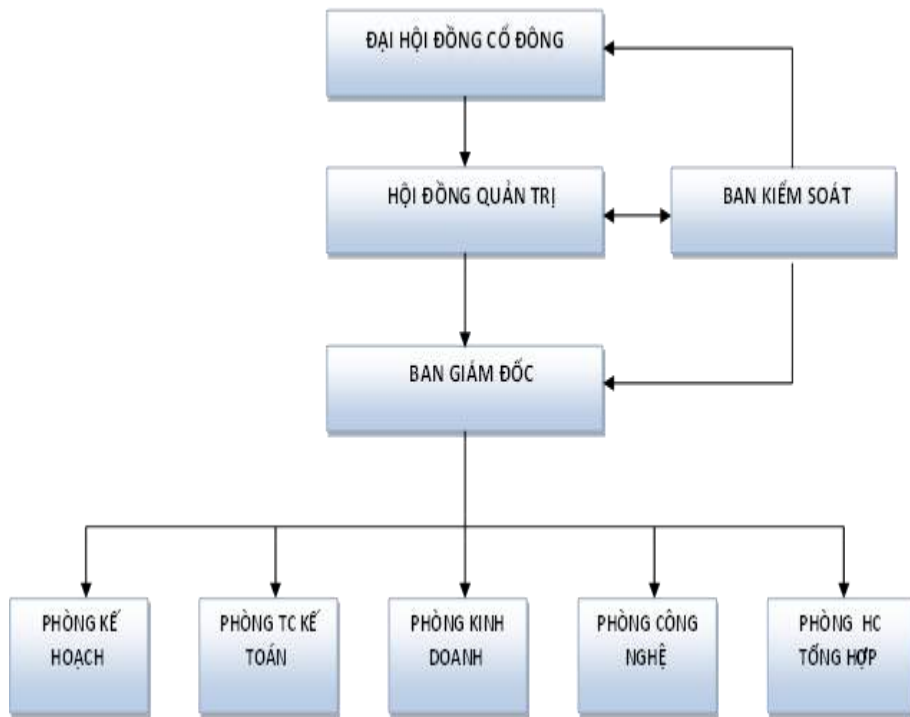 ĐẠI HỘI ĐỒNG CỔ ĐÔNG
HỘI ĐỒNG QUẢN TRỊ
BAN KIỂM SOÁT
BAN GIÁM ĐỐC
PHÒNG KẾ
HOẠCH
PHÒNG TC KẾ
TOÁN
PHÒNG KINH
DOANH
PHÒNG CÔNG
NGHỆ
PHÒNG HC
TỔNG HỢP